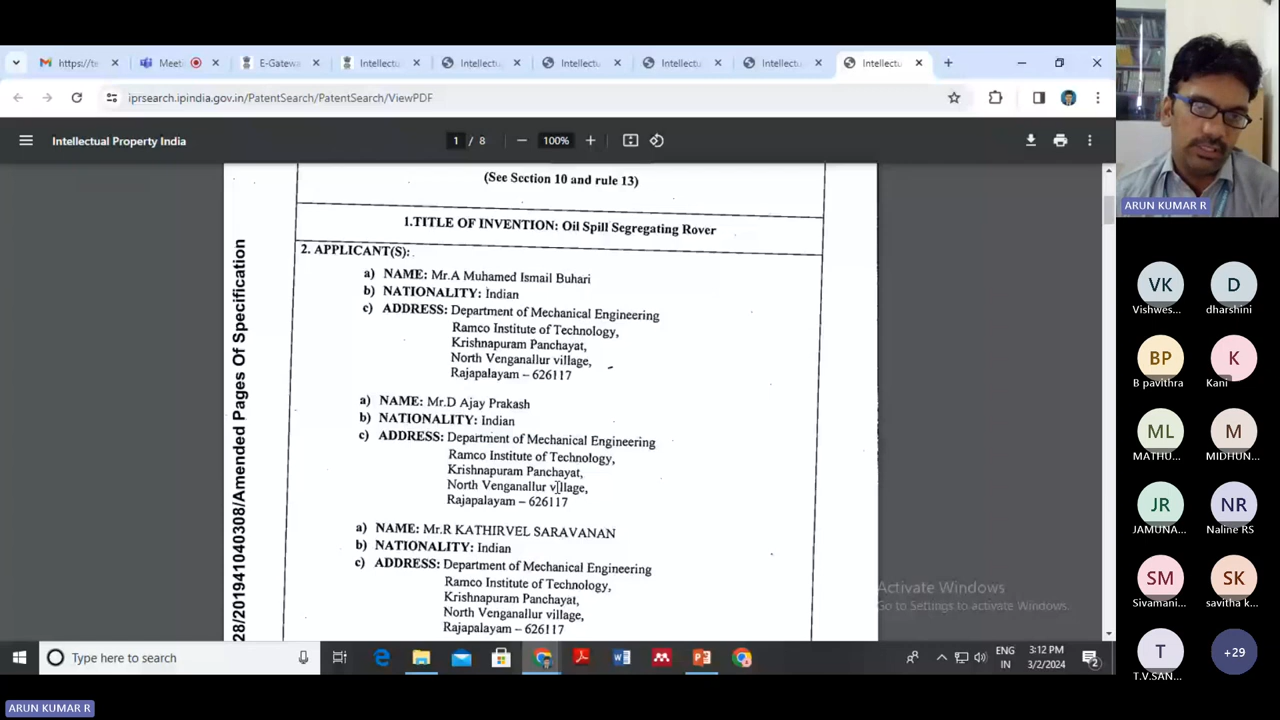 https://te
Meeti
E-Gatewa
Intellectu
Intellectu
Intellectu
Intellectu
Intellectu
Intellectu
iprsearch.ipindia.gov.in/PatentSearch/PatentSearch/ViewPDF
Intellectual Property India
1 / 8
100%
(See Section 10 and rule 13)
1.TITLE OF INVENTION: Oil Spill Segregating Rover
2. APPLICANT(S):
a) NAME: Mr.A Muhamed Ismail Buhari
b) NATIONALITY: Indian
c) ADDRESS: Department of Mechanical Engineering
Ramco Institute of Technology,
Krishnapuram Panchayat,
North Venganallur village,
Rajapalayam – 626117
a) NAME: Mr.D Ajay Prakash
b) NATIONALITY: Indian
c) ADDRESS: Department of Mechanical Engineering
Ramco Institute of Technology,
Krishnapuram Panchayat,
North Venganallur village,
Rajapalayam – 626117
a) NAME: Mr.R KATHIRVEL SARAVANAN
b) NATIONALITY: Indian
c) ADDRESS: Department of Mechanical Engineering
Ramco Institute of Technology,
Krishnapuram Panchayat,
North Venganallur village,
Rajapalayam – 626117
28/201941040308/Amended Pages Of Specification
Activate Windows
Go to Settings to activate Windows.
Type here to search
ENG
IN
3:12 PM
3/2/2024
2
ARUN KUMAR R
VK
Vishwes...
D
dharshini
BP
B pavithra
K
Kani
ML
MATHU...
M
MIDHUN...
JR
JAMUNA...
NR
Naline RS
SM
Sivamani...
SK
savitha k...
T
T.V.SAN...
+29
ARUN KUMAR R